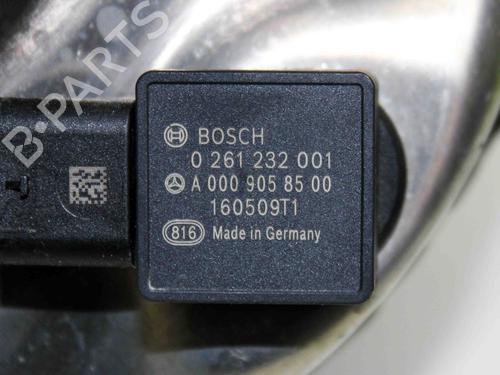 B-PARTS
BOSCH
0 261 232 001
A 000 905 85 00
160509T1
816 Made in Germany